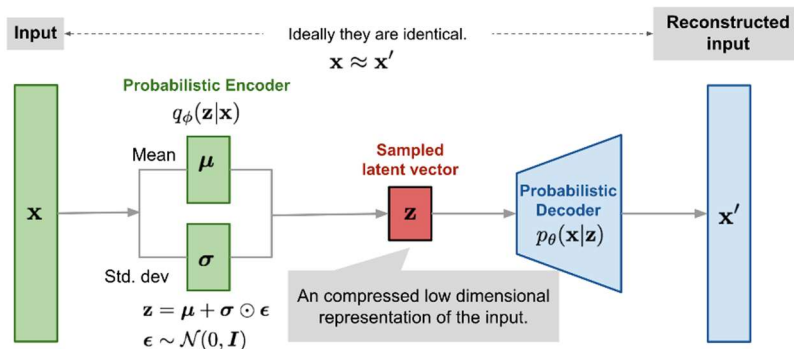 Input
Ideally they are identical.
x ≈ x′
Reconstructed
input
Probabilistic Encoder
qϕ(z|x)
Mean
μ
x
Std. dev
σ
z = μ + σ ⊙ ϵ
ϵ ∼ 𝒩(0, I)
Sampled
latent vector
z
An compressed low dimensional
representation of the input.
Probabilistic
Decoder
pθ(x|z)
x′